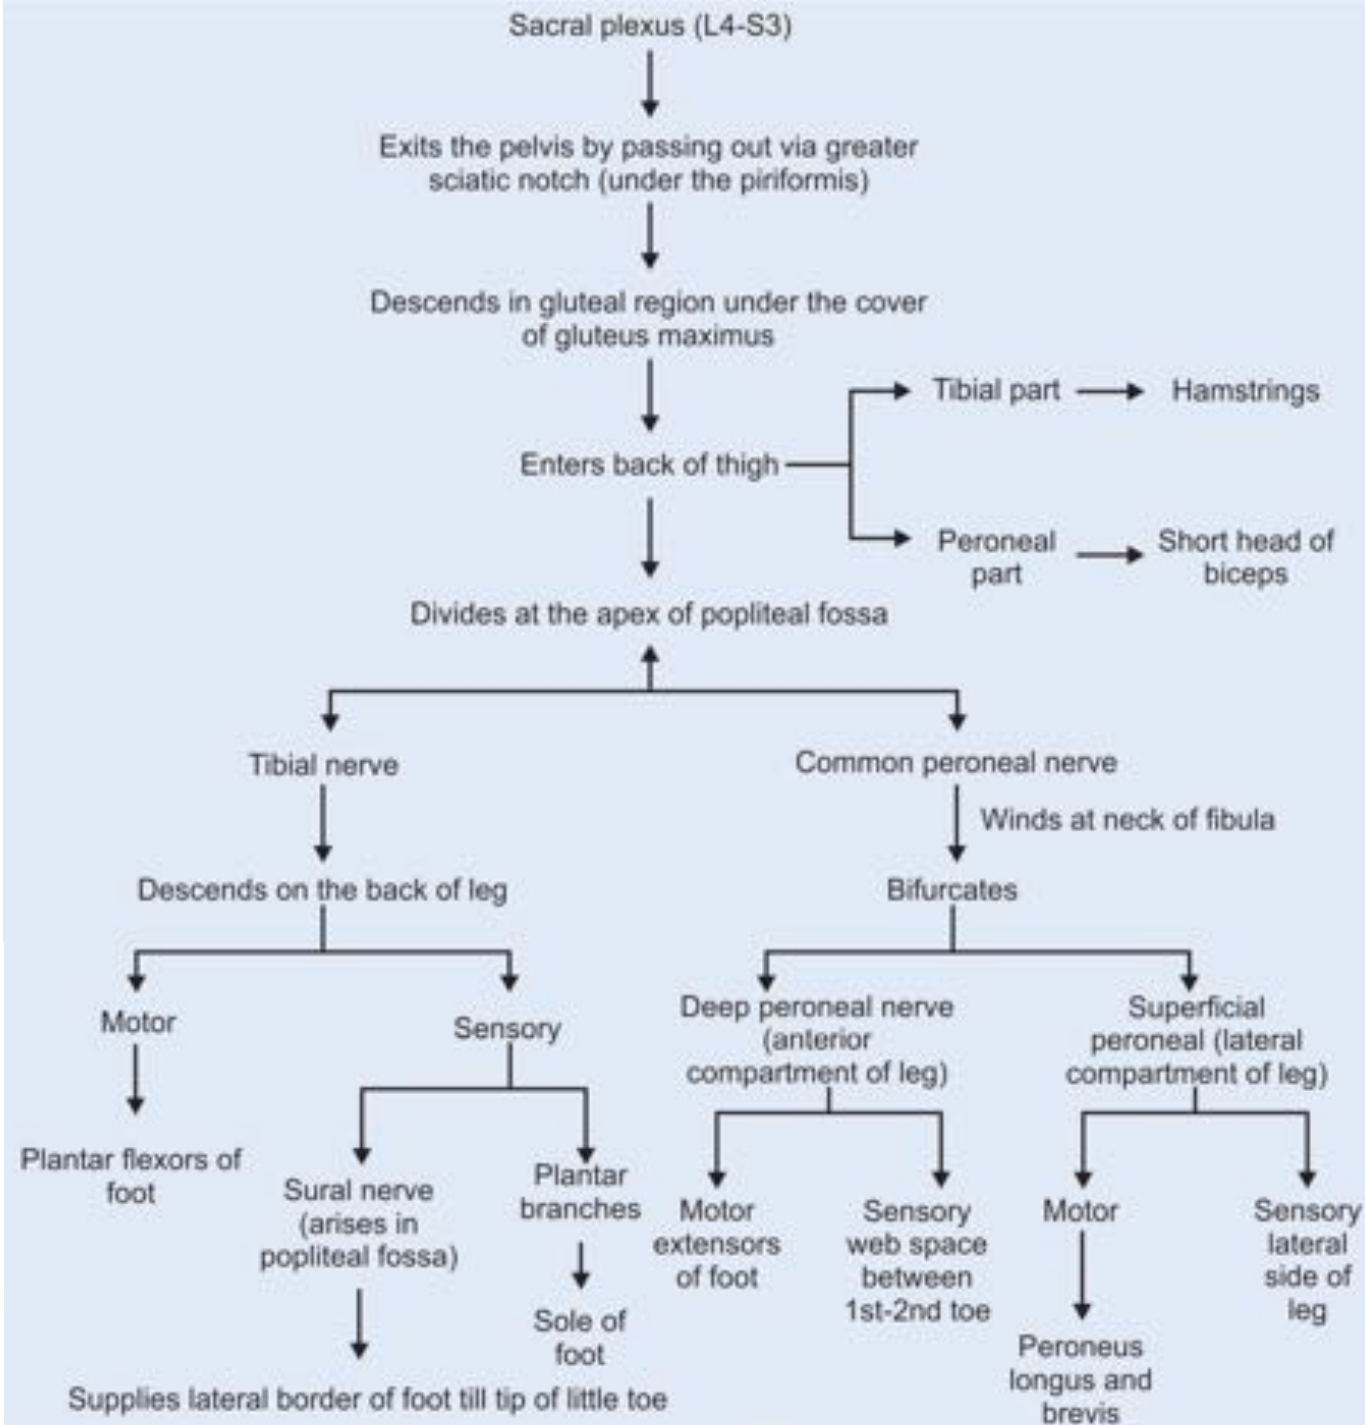 Sacral plexus (L4-S3)
Exits the pelvis by passing out via greater
sciatic notch (under the piriformis)
Descends in gluteal region under the cover
of gluteus maximus
Tibial part
Hamstrings
Enters back of thigh
Peroneal
part
Short head of
biceps
Divides at the apex of popliteal fossa
Tibial nerve
Common peroneal nerve
Winds at neck of fibula
Descends on the back of leg
Bifurcates
Motor
Sensory
Deep peroneal nerve
(anterior
compartment of leg)
Superficial
peroneal (lateral
compartment of leg)
Plantar flexors of
foot
Sural nerve
(arises in
popliteal fossa)
Plantar
branches
Motor
extensors
of foot
Sensory
web space
between
1st-2nd toe
Motor
Sensory
lateral
side of
leg
Sole of
foot
Peroneus
longus and
brevis
Supplies lateral border of foot till tip of little toe